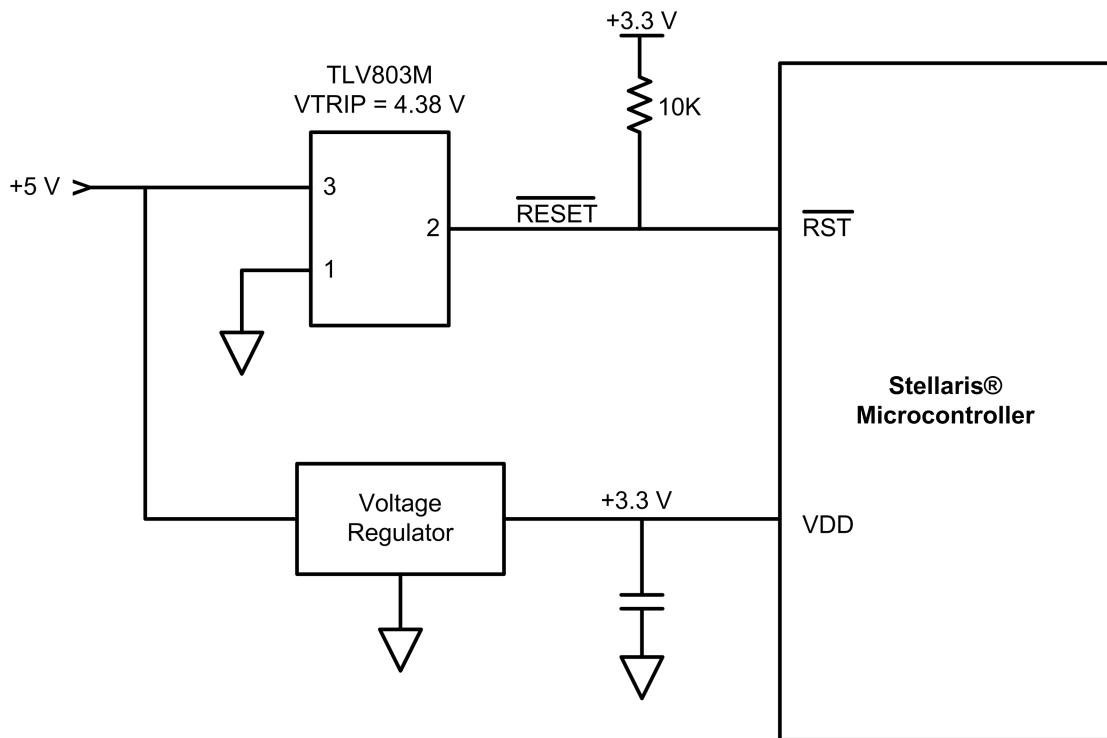 +3.3 V
TLV803M
VTRIP = 4.38 V
10K
+5 V
3
2
RESET
RST
1
Stellaris®
Microcontroller
Voltage
Regulator
+3.3 V
VDD